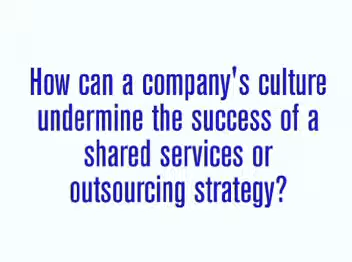 How can a company's culture
undermine the success of a
shared services or
outsourcing strategy?